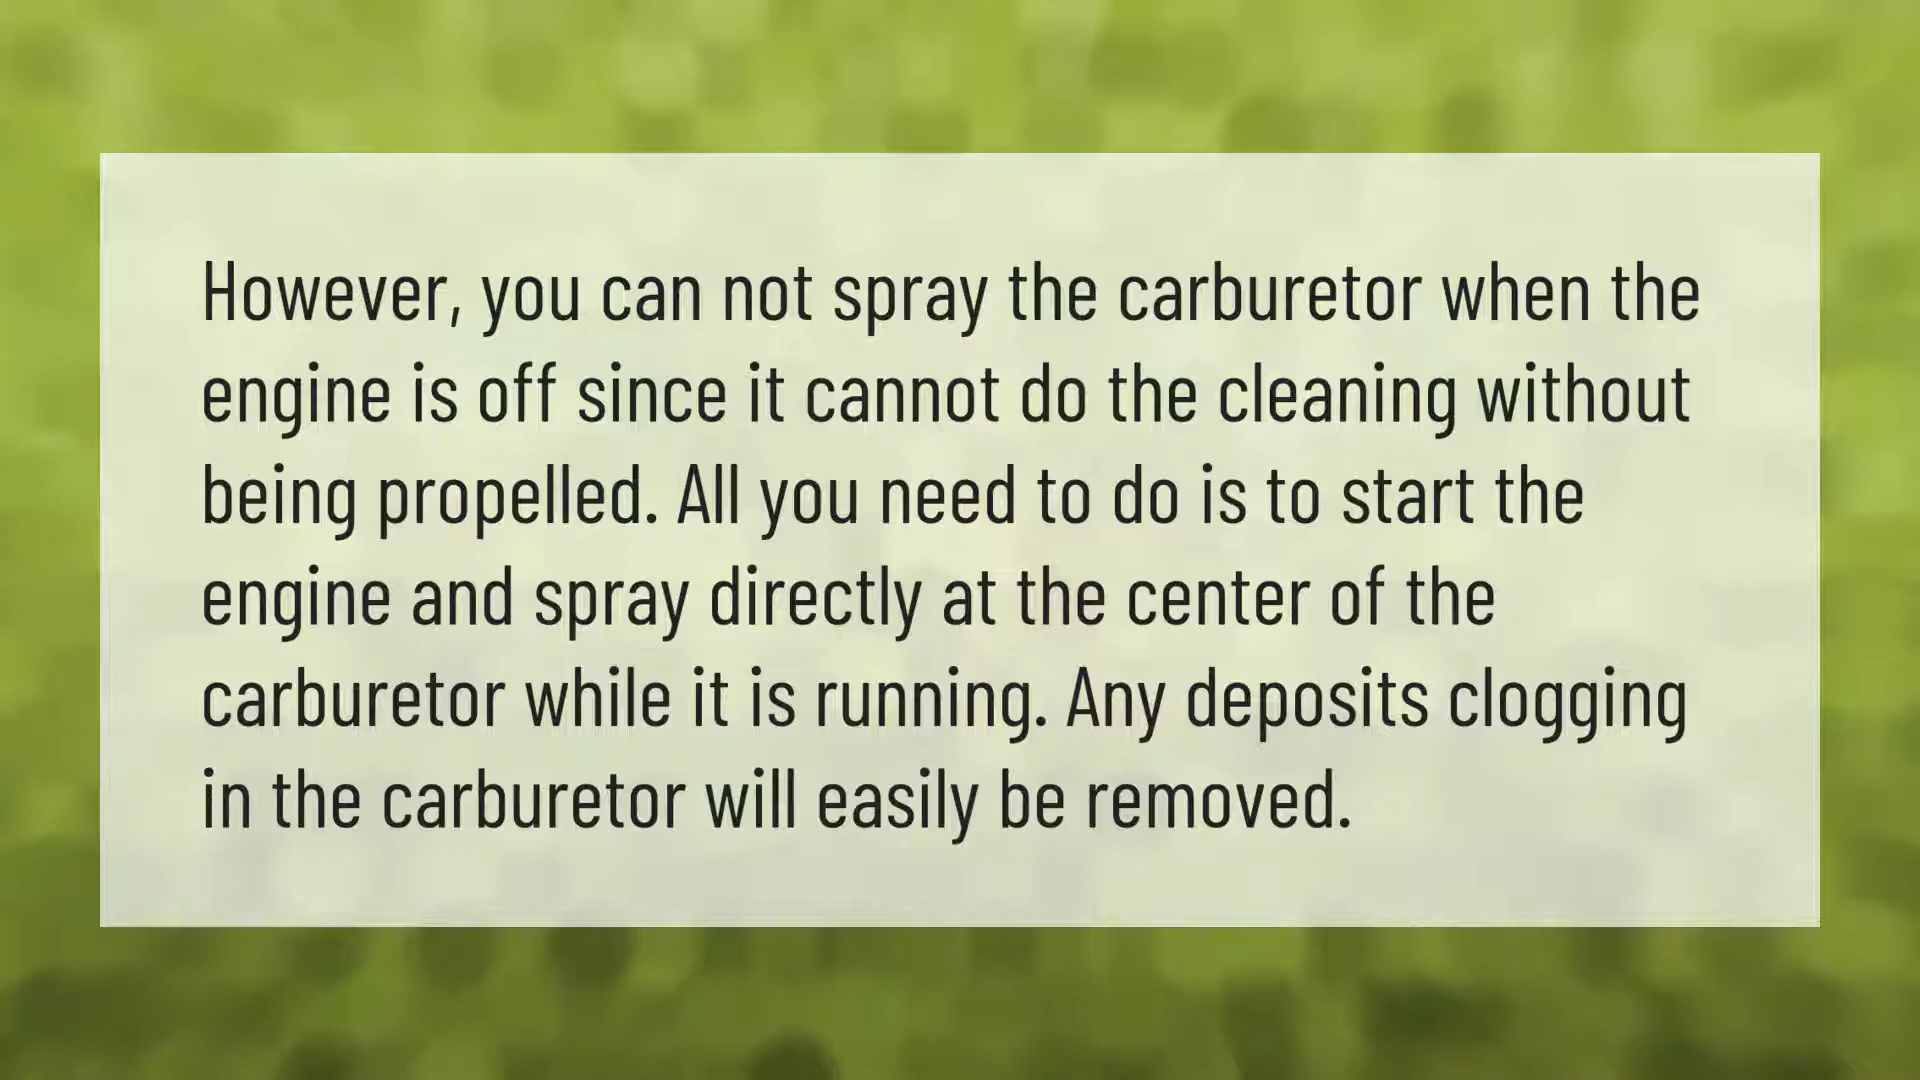 However, you can not spray the carburetor when the
engine is off since it cannot do the cleaning without
being propelled. All you need to do is to start the
engine and spray directly at the center of the
carburetor while it is running. Any deposits clogging
in the carburetor will easily be removed.